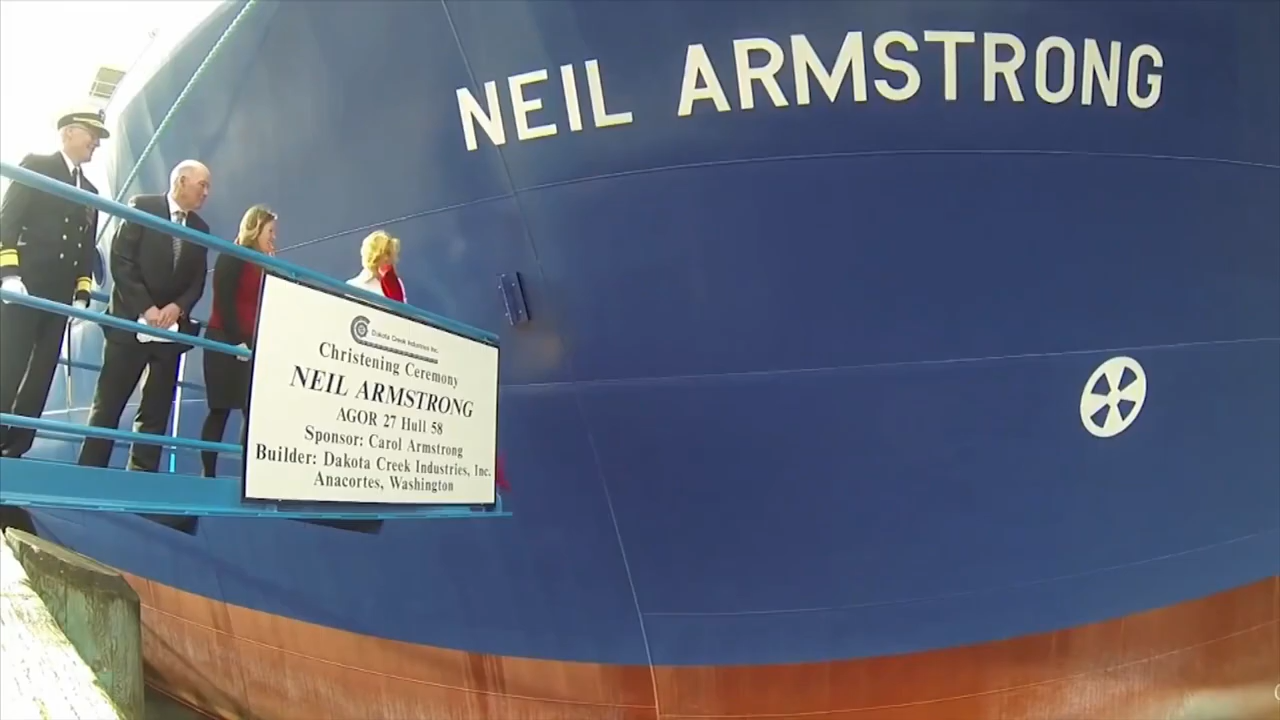 NEIL ARMSTRONG
Dakota Creek Industries Inc.
Christening Ceremony
NEIL ARMSTRONG
AGOR 27 Hull 58
Sponsor: Carol Armstrong
Builder: Dakota Creek Industries, Inc.
Anacortes, Washington